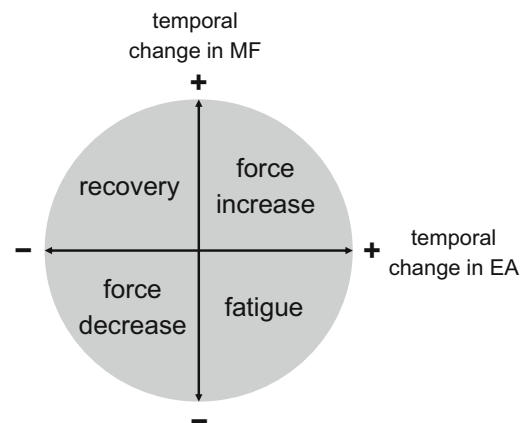 temporal
change in MF
+
recovery
force
increase
−
+
temporal
change in EA
force
decrease
fatigue
−